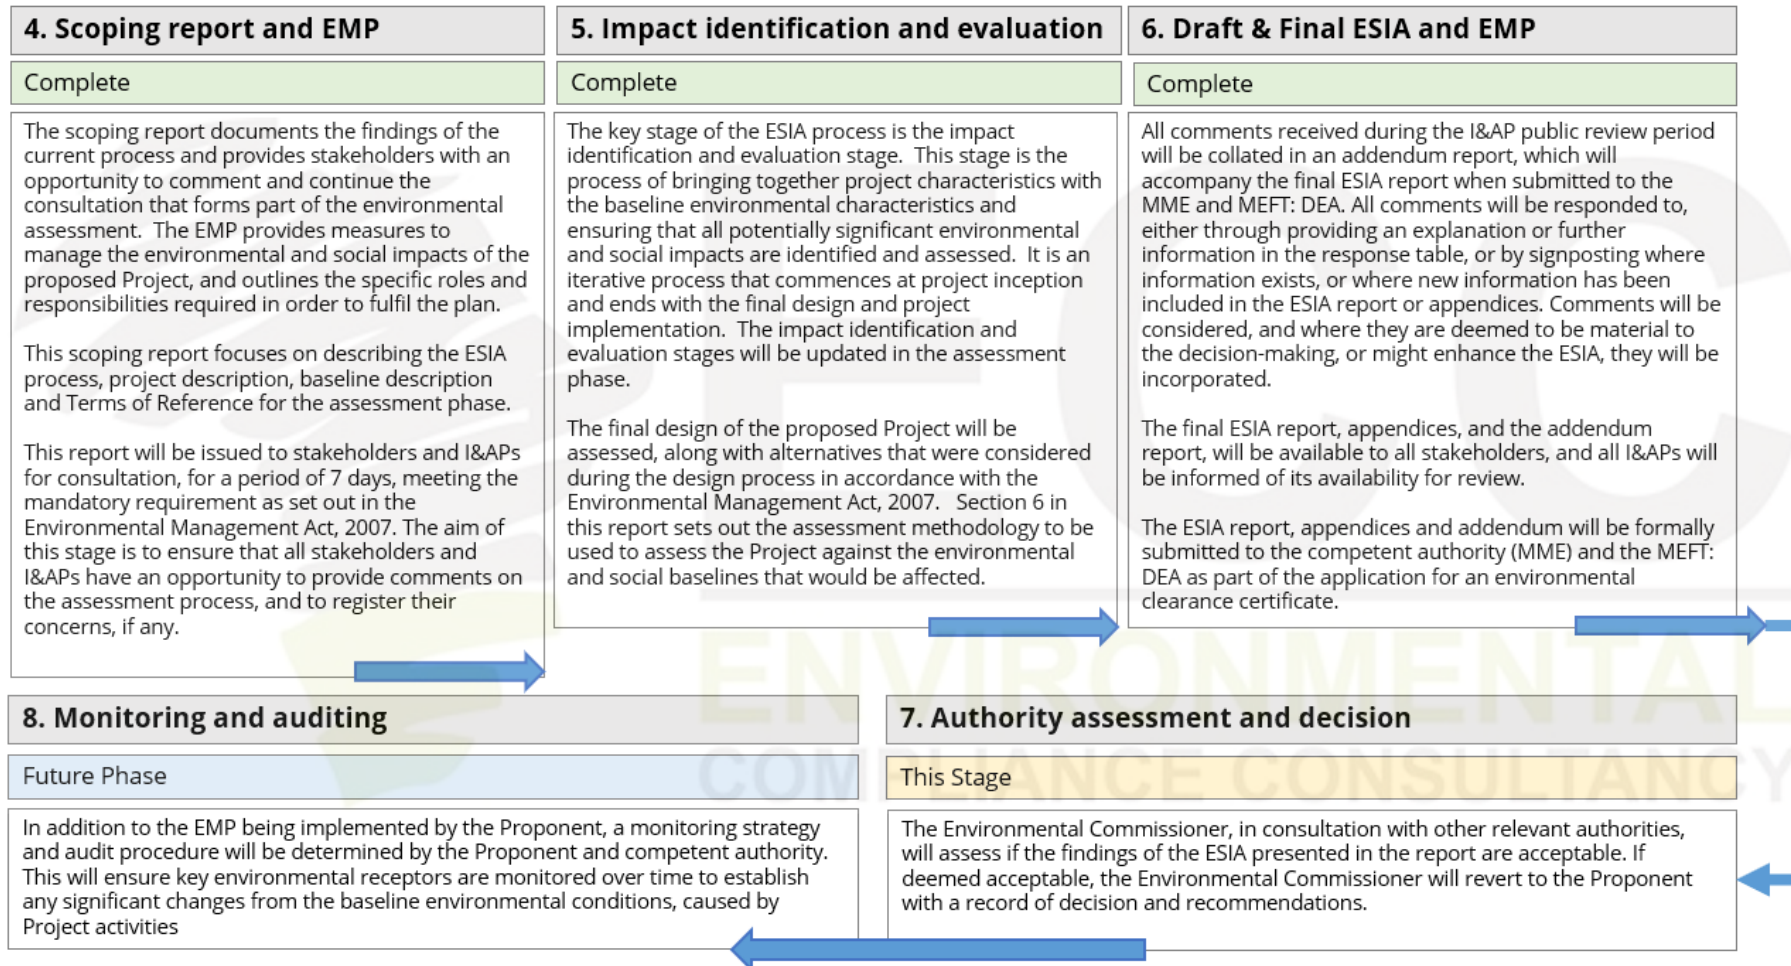 4. Scoping report and EMP
Complete
The scoping report documents the findings of the
current process and provides stakeholders with an
opportunity to comment and continue the
consultation that forms part of the environmental
assessment.  The EMP provides measures to
manage the environmental and social impacts of the
proposed Project, and outlines the specific roles and
responsibilities required in order to fulfil the plan.
This scoping report focuses on describing the ESIA
process, project description, baseline description
and Terms of Reference for the assessment phase.
This report will be issued to stakeholders and I&APs
for consultation, for a period of 7 days, meeting the
mandatory requirement as set out in the
Environmental Management Act, 2007. The aim of
this stage is to ensure that all stakeholders and
I&APs have an opportunity to provide comments on
the assessment process, and to register their
concerns, if any.
5. Impact identification and evaluation
Complete
The key stage of the ESIA process is the impact
identification and evaluation stage.  This stage is the
process of bringing together project characteristics with
the baseline environmental characteristics and
ensuring that all potentially significant environmental
and social impacts are identified and assessed.  It is an
iterative process that commences at project inception
and ends with the final design and project
implementation.  The impact identification and
evaluation stages will be updated in the assessment
phase.
The final design of the proposed Project will be
assessed, along with alternatives that were considered
during the design process in accordance with the
Environmental Management Act, 2007.   Section 6 in
this report sets out the assessment methodology to be
used to assess the Project against the environmental
and social baselines that would be affected.
6. Draft & Final ESIA and EMP
Complete
All comments received during the I&AP public review period
will be collated in an addendum report, which will
accompany the final ESIA report when submitted to the
MME and MEFT: DEA. All comments will be responded to,
either through providing an explanation or further
information in the response table, or by signposting where
information exists, or where new information has been
included in the ESIA report or appendices. Comments will be
considered, and where they are deemed to be material to
the decision-making, or might enhance the ESIA, they will be
incorporated.
The final ESIA report, appendices, and the addendum
report, will be available to all stakeholders, and all I&APs will
be informed of its availability for review.
The ESIA report, appendices and addendum will be formally
submitted to the competent authority (MME) and the MEFT:
DEA as part of the application for an environmental
clearance certificate.
7. Authority assessment and decision
This Stage
The Environmental Commissioner, in consultation with other relevant authorities,
will assess if the findings of the ESIA presented in the report are acceptable. If
deemed acceptable, the Environmental Commissioner will revert to the Proponent
with a record of decision and recommendations.
8. Monitoring and auditing
Future Phase
In addition to the EMP being implemented by the Proponent, a monitoring strategy
and audit procedure will be determined by the Proponent and competent authority.
This will ensure key environmental receptors are monitored over time to establish
any significant changes from the baseline environmental conditions, caused by
Project activities
ECC
ENVIRONMENTAL
COMPLIANCE CONSULTANCY